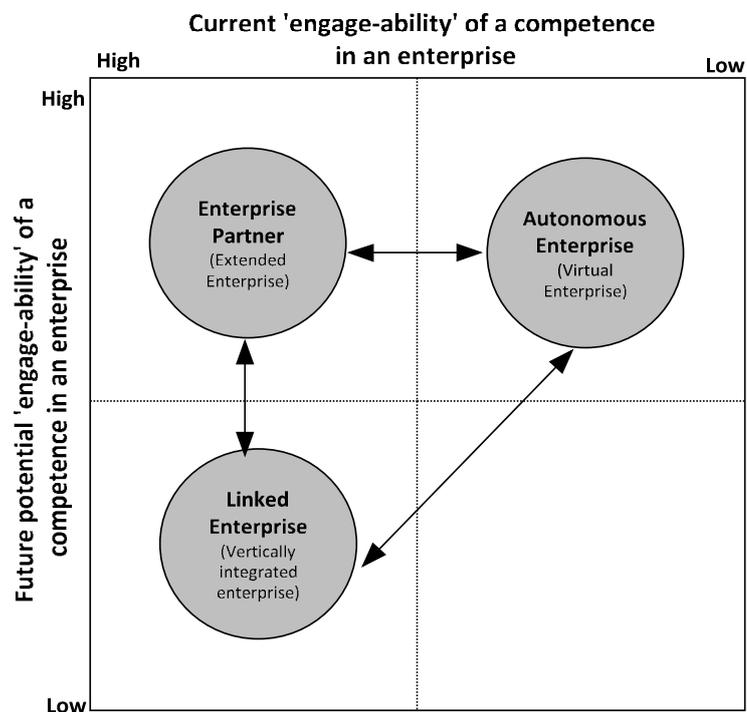 Current 'engage-ability' of a competence
in an enterprise
High
Low
High
Future potential 'engage-ability' of a
competence in an enterprise
Enterprise
Partner
(Extended
Enterprise)
Autonomous
Enterprise
(Virtual
Enterprise)
Linked
Enterprise
(Vertically
integrated
enterprise)
Low